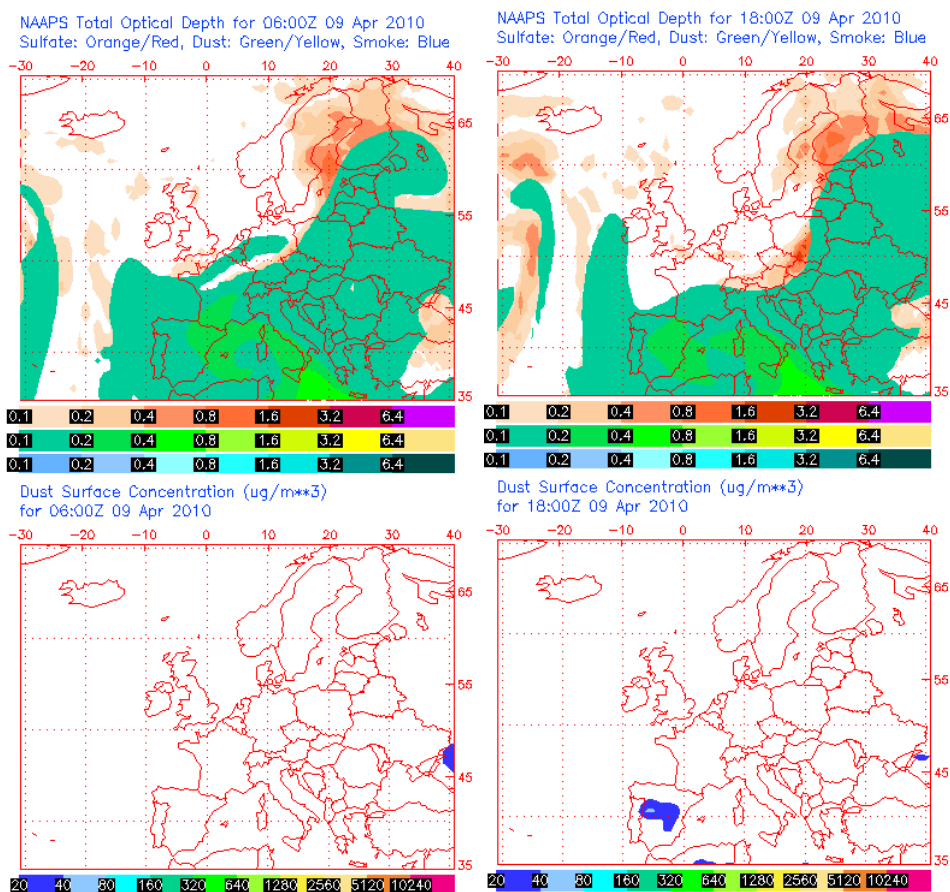 NAAPS Total Optical Depth for 06:00Z 09 Apr 2010
Sulfate: Orange/Red, Dust: Green/Yellow, Smoke: Blue
-30 -20 -10 0 10 20 30 40
65
55
45
35
0.1 0.2 0.4 0.8 1.6 3.2 6.4
0.1 0.2 0.4 0.8 1.6 3.2 6.4
0.1 0.2 0.4 0.8 1.6 3.2 6.4
NAAPS Total Optical Depth for 18:00Z 09 Apr 2010
Sulfate: Orange/Red, Dust: Green/Yellow, Smoke: Blue
-30 -20 -10 0 10 20 30 40
65
55
45
35
0.1 0.2 0.4 0.8 1.6 3.2 6.4
0.1 0.2 0.4 0.8 1.6 3.2 6.4
0.1 0.2 0.4 0.8 1.6 3.2 6.4
Dust Surface Concentration (ug/m**3)
for 06:00Z 09 Apr 2010
-30 -20 -10 0 10 20 30 40
65
55
45
35
20 40 80 160 320 640 1280 2560 5120 10240
Dust Surface Concentration (ug/m**3)
for 18:00Z 09 Apr 2010
-30 -20 -10 0 10 20 30 40
65
55
45
35
20 40 80 160 320 640 1280 2560 5120 10240